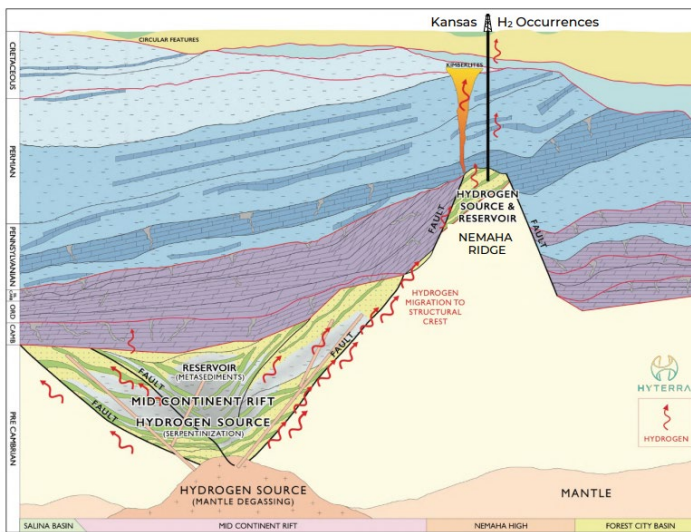 Kansas H₂ Occurrences
CIRCULAR FEATURES
KIMBERLITES
CRETACEOUS
PERMIAN
PENNSYLVANIAN
ORD
CAMB
PRE CAMBRIAN
HYDROGEN
SOURCE &
RESERVOIR
NEMAHA
RIDGE
FAULT
FAULT
HYDROGEN
MIGRATION TO
STRUCTURAL
CREST
RESERVOIR
(METASEDIMENTS)
FAULT
FAULT
FAULT
MID CONTINENT RIFT
HYDROGEN SOURCE
(SERPENTINIZATION)
HYDROGEN SOURCE
(MANTLE DEGASSING)
MANTLE
HYTERRA
HYDROGEN
SALINA BASIN
MID CONTINENT RIFT
NEMAHA HIGH
FOREST CITY BASIN